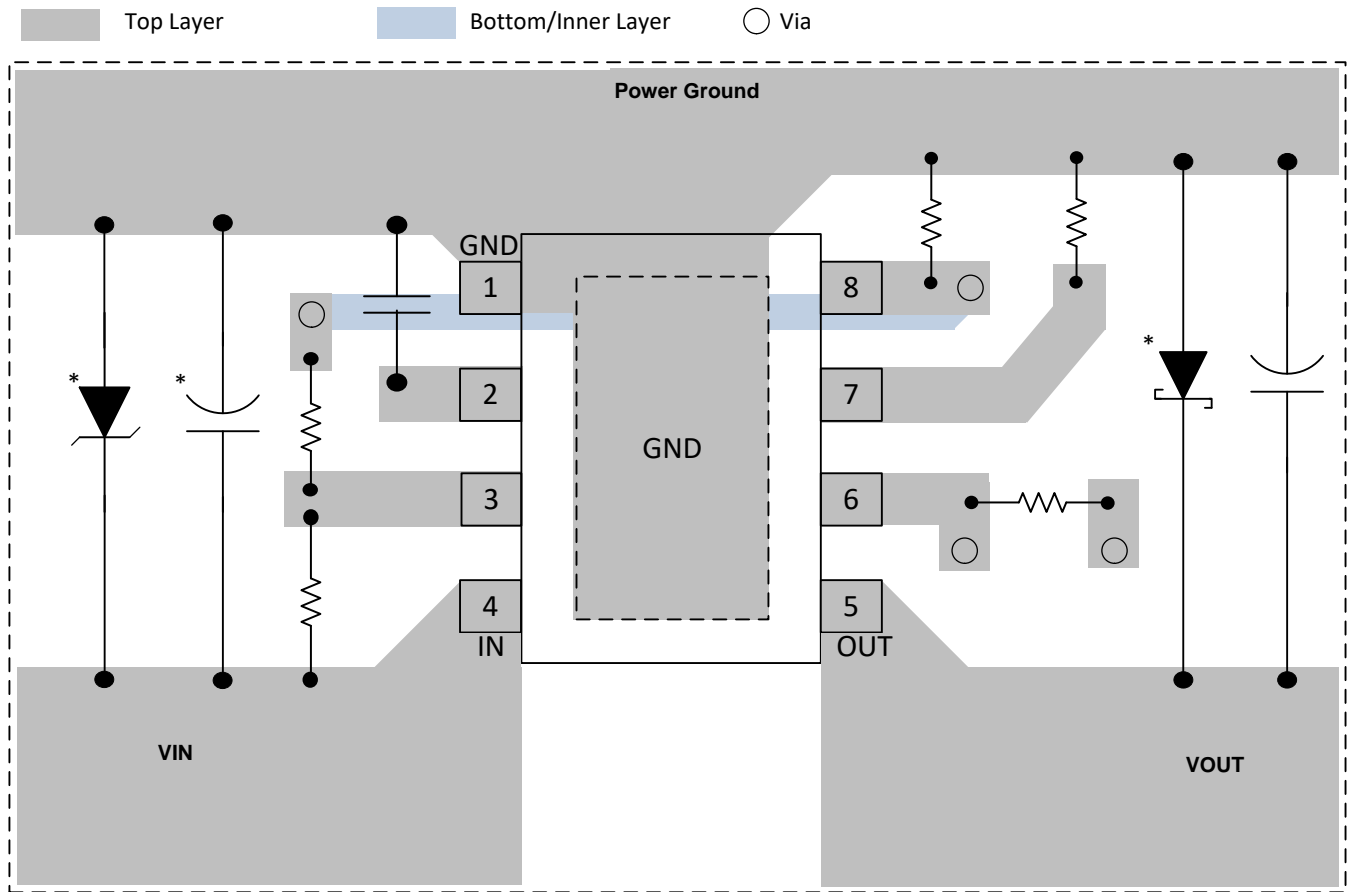 Top Layer
Bottom/Inner Layer
Via
Power Ground
GND
1
8
2
7
GND
3
6
4
5
IN
OUT
*
*
*
VIN
VOUT